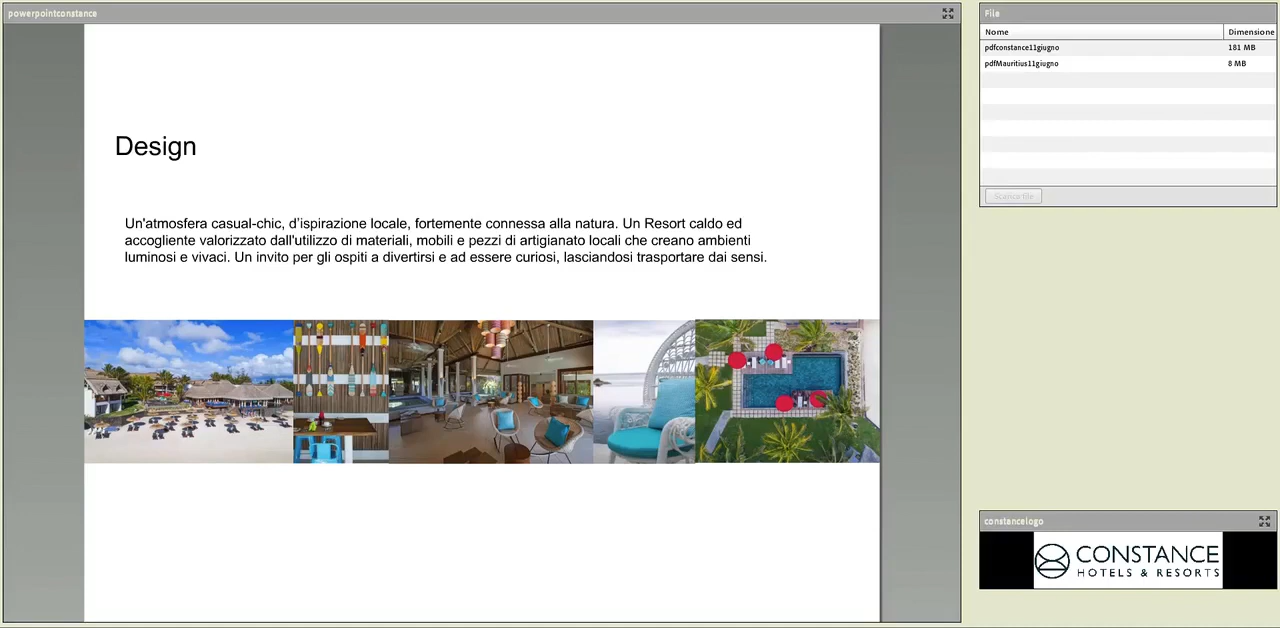 powerpointconstance
Design
Un'atmosfera casual-chic, d’ispirazione locale, fortemente connessa alla natura. Un Resort caldo ed
accogliente valorizzato dall'utilizzo di materiali, mobili e pezzi di artigianato locali che creano ambienti
luminosi e vivaci. Un invito per gli ospiti a divertirsi e ad essere curiosi, lasciandosi trasportare dai sensi.
File
Nome Dimensione
pdfconstance11giugno 181 MB
pdfMauritius11giugno 8 MB
Scarica file
constancelogo
CONSTANCE
HOTELS & RESORTS